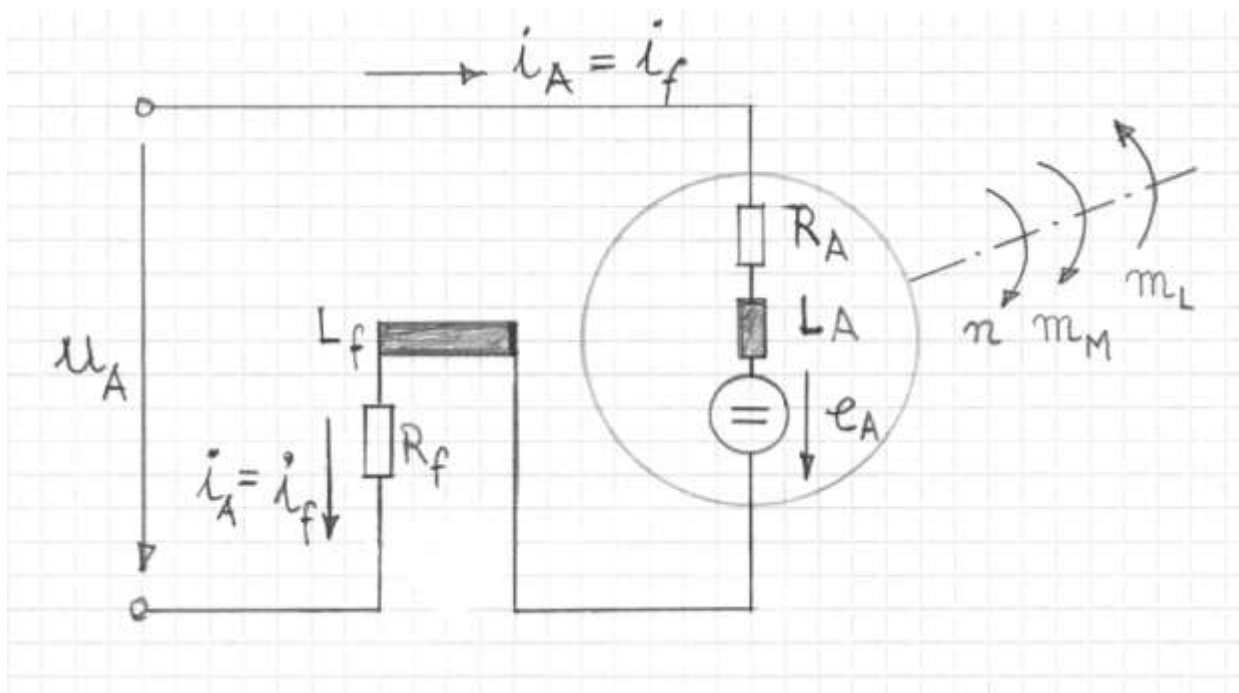 i_A = i_f
R_A
L_f
L_A
n
m_M
m_L
u_A
e_A
R_f
i_A = i_f